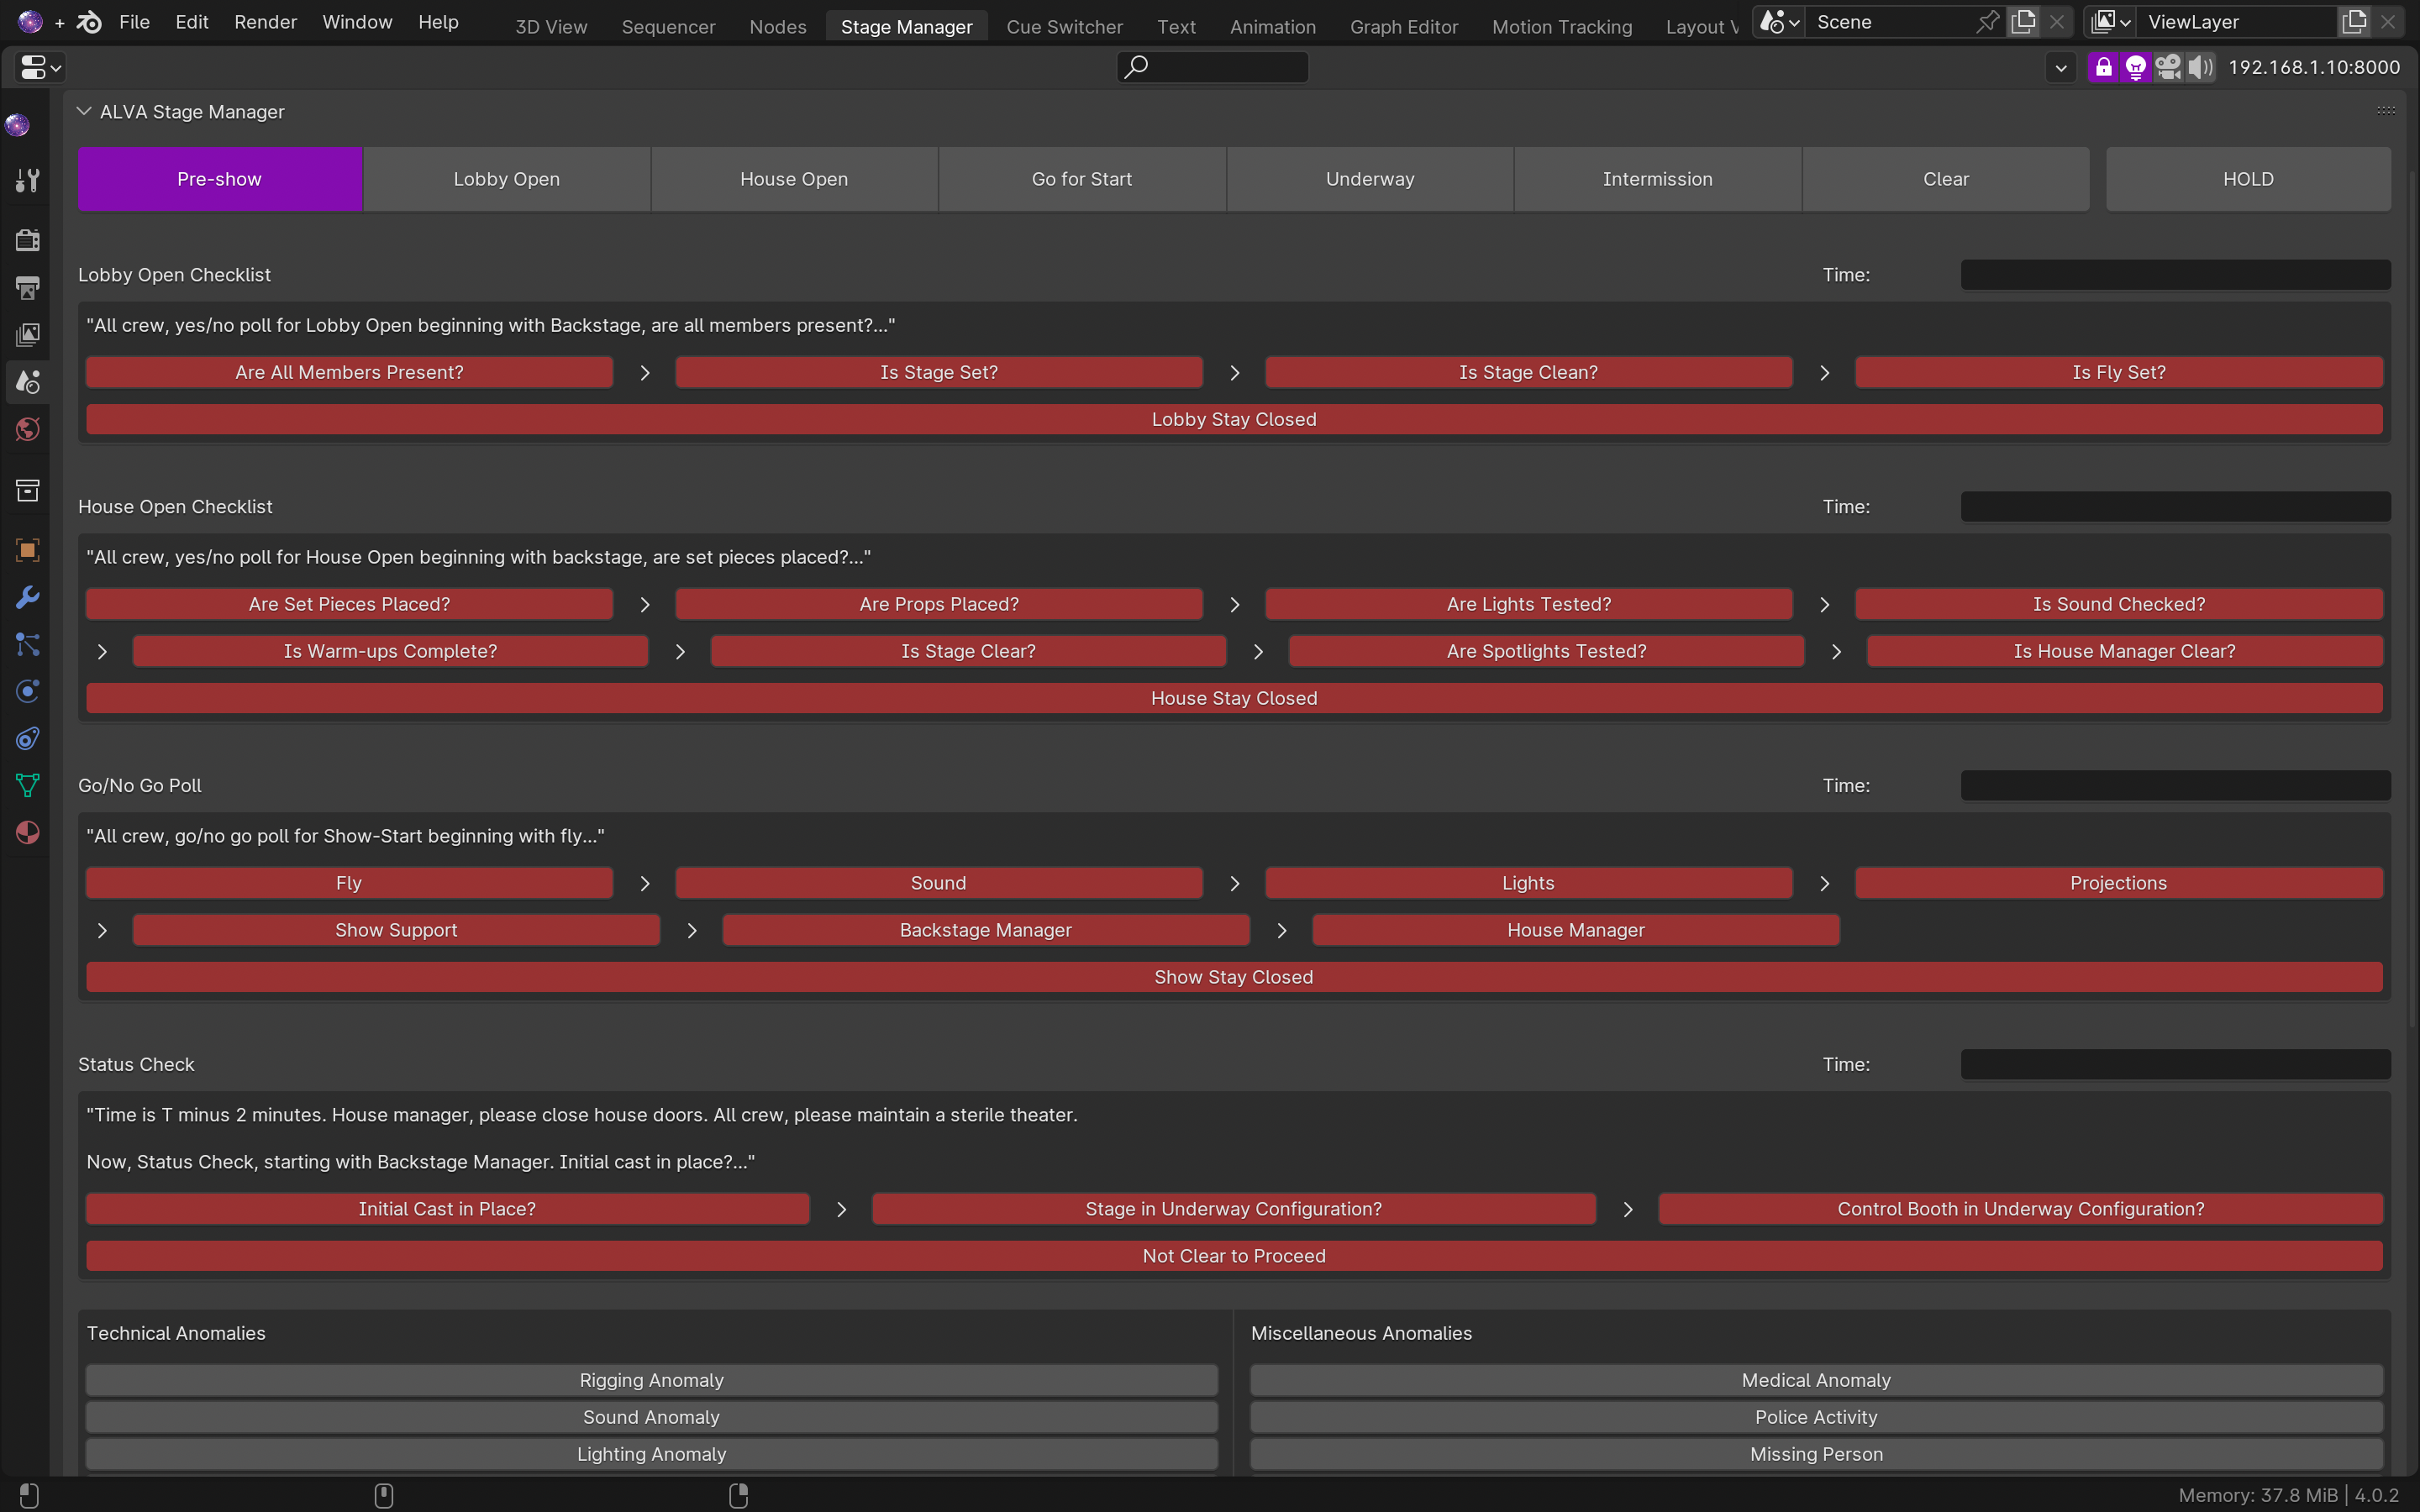 + File Edit Render Window Help 3D View Sequencer Nodes Stage Manager Cue Switcher Text Animation Graph Editor Motion Tracking Layout V Scene ViewLayer
192.168.1.10:8000
ALVA Stage Manager
Pre-show Lobby Open House Open Go for Start Underway Intermission Clear HOLD
Lobby Open Checklist Time:
"All crew, yes/no poll for Lobby Open beginning with Backstage, are all members present?..."
Are All Members Present? > Is Stage Set? > Is Stage Clean? > Is Fly Set?
Lobby Stay Closed
House Open Checklist Time:
"All crew, yes/no poll for House Open beginning with backstage, are set pieces placed?..."
Are Set Pieces Placed? > Are Props Placed? > Are Lights Tested? > Is Sound Checked?
> Is Warm-ups Complete? > Is Stage Clear? > Are Spotlights Tested? > Is House Manager Clear?
House Stay Closed
Go/No Go Poll Time:
"All crew, go/no go poll for Show-Start beginning with fly..."
Fly > Sound > Lights > Projections
> Show Support > Backstage Manager > House Manager
Show Stay Closed
Status Check Time:
"Time is T minus 2 minutes. House manager, please close house doors. All crew, please maintain a sterile theater.
Now, Status Check, starting with Backstage Manager. Initial cast in place?..."
Initial Cast in Place? > Stage in Underway Configuration? > Control Booth in Underway Configuration?
Not Clear to Proceed
Technical Anomalies Miscellaneous Anomalies
Rigging Anomaly Medical Anomaly
Sound Anomaly Police Activity
Lighting Anomaly Missing Person
Memory: 37.8 MiB | 4.0.2